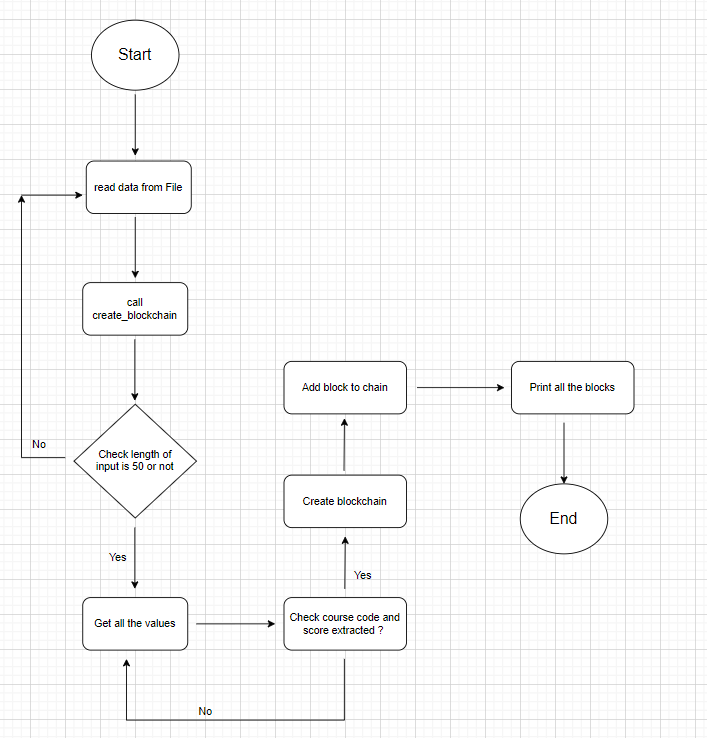 Start
read data from File
call
create_blockchain
Check length of
input is 50 or not
No
Yes
Get all the values
Check course code and
score extracted ?
No
Yes
Create blockchain
Add block to chain
Print all the blocks
End